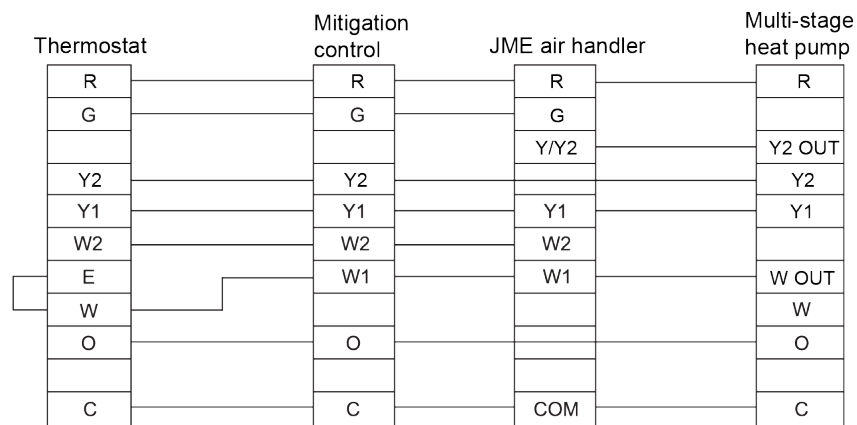 Thermostat
Mitigation
control
JME air handler
Multi-stage
heat pump
R R R R
G G G
Y/Y2 Y2 OUT
Y2 Y2 Y2
Y1 Y1 Y1 Y1
W2 W2 W2
E W1 W1 W OUT
W W
O O O
C C COM C